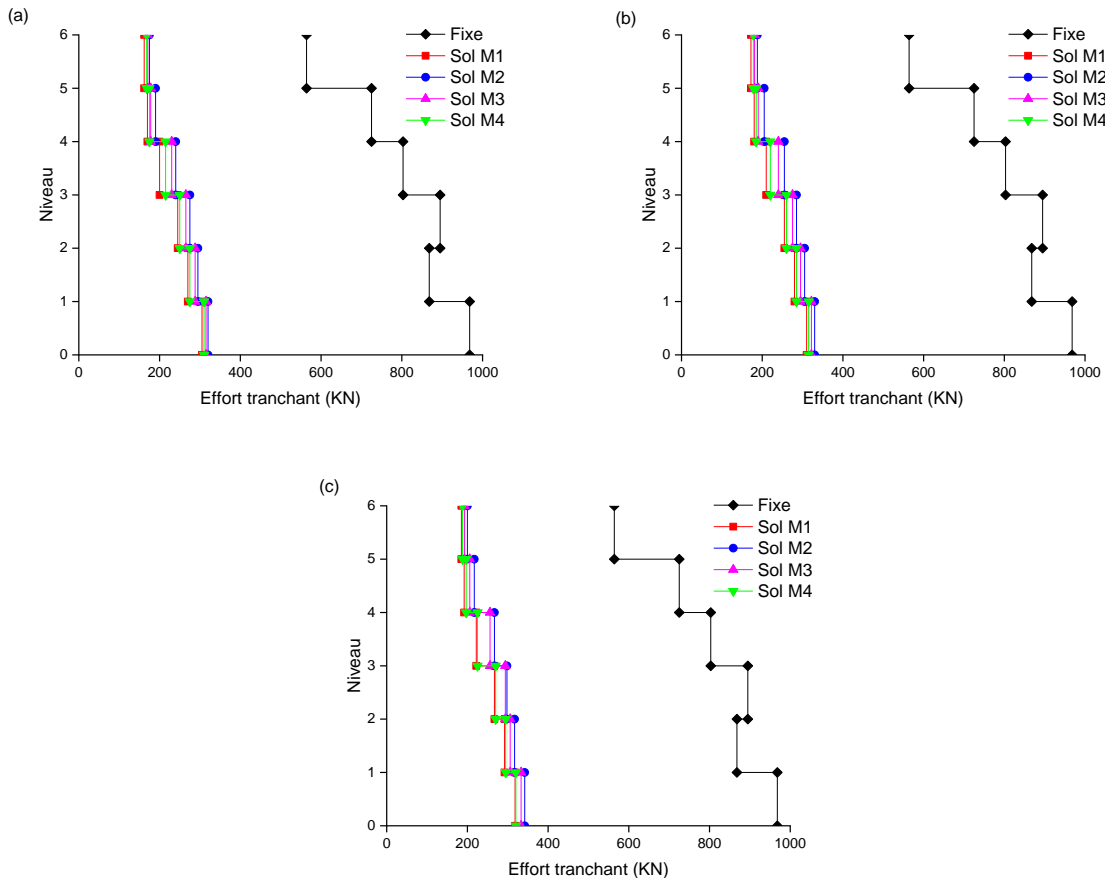 (a)
6
5
4
3
2
1
0
Niveau
0 200 400 600 800 1000
Effort tranchant (KN)
Fixe
Sol M1
Sol M2
Sol M3
Sol M4
(b)
6
5
4
3
2
1
0
Niveau
0 200 400 600 800 1000
Effort tranchant (KN)
Fixe
Sol M1
Sol M2
Sol M3
Sol M4
(c)
6
5
4
3
2
1
0
Niveau
0 200 400 600 800 1000
Effort tranchant (KN)
Fixe
Sol M1
Sol M2
Sol M3
Sol M4